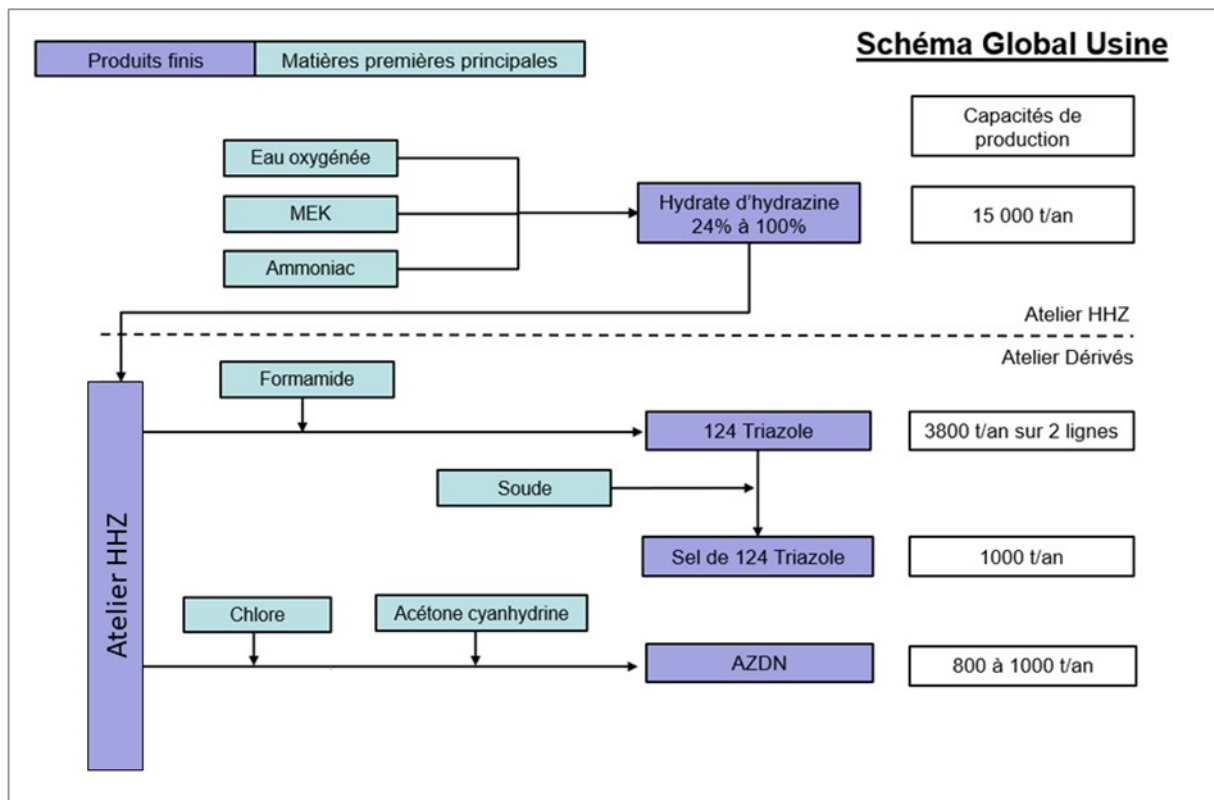 Schéma Global Usine
Produits finis
Matières premières principales
Capacités de
production
Eau oxygénée
MEK
Ammoniac
Hydrate d'hydrazine
24% à 100%
15 000 t/an
Atelier HHZ
Atelier Dérivés
Formamide
124 Triazole
3800 t/an sur 2 lignes
Soude
Sel de 124 Triazole
1000 t/an
Atelier HHZ
Chlore
Acétone cyanhydrine
AZDN
800 à 1000 t/an